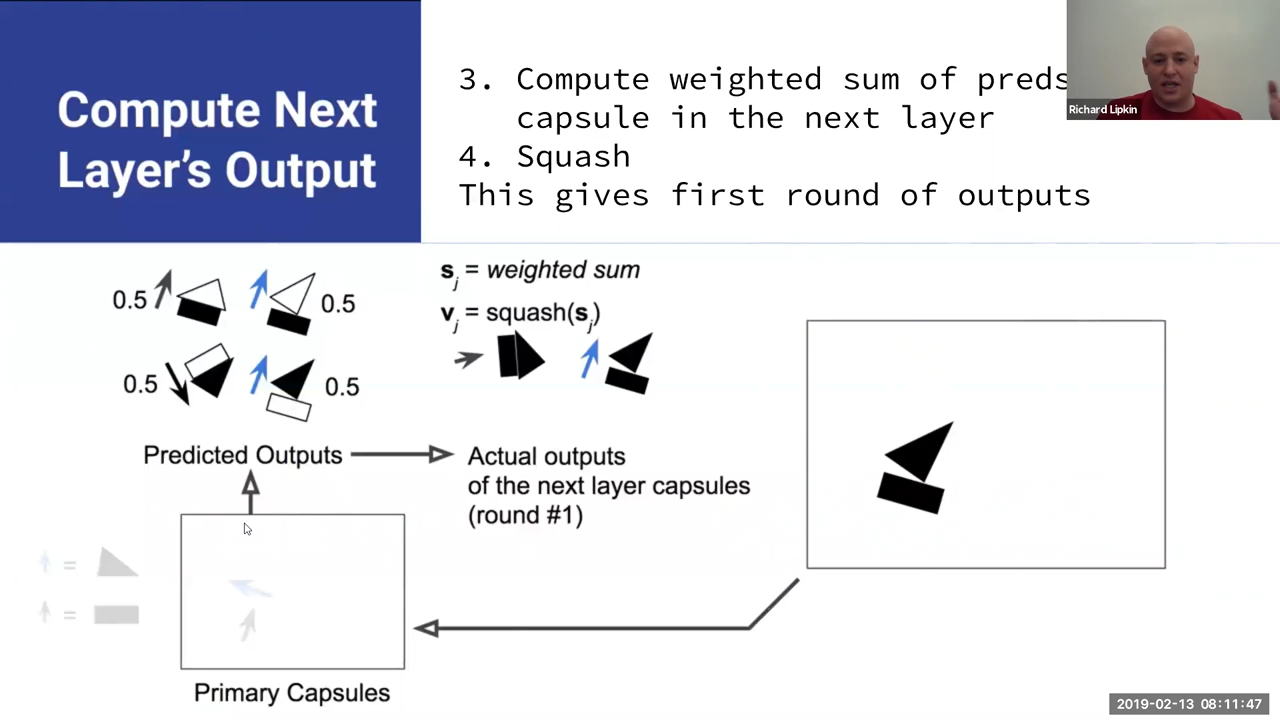 Compute Next
Layer's Output
3. Compute weighted sum of preds
capsule in the next layer
4. Squash
This gives first round of outputs
Richard Lipkin
0.5
0.5
0.5
0.5
s_j = weighted sum
v_j = squash(s_j)
Predicted Outputs
Actual outputs
of the next layer capsules
(round #1)
=
=
Primary Capsules
2019-02-13 08:11:47